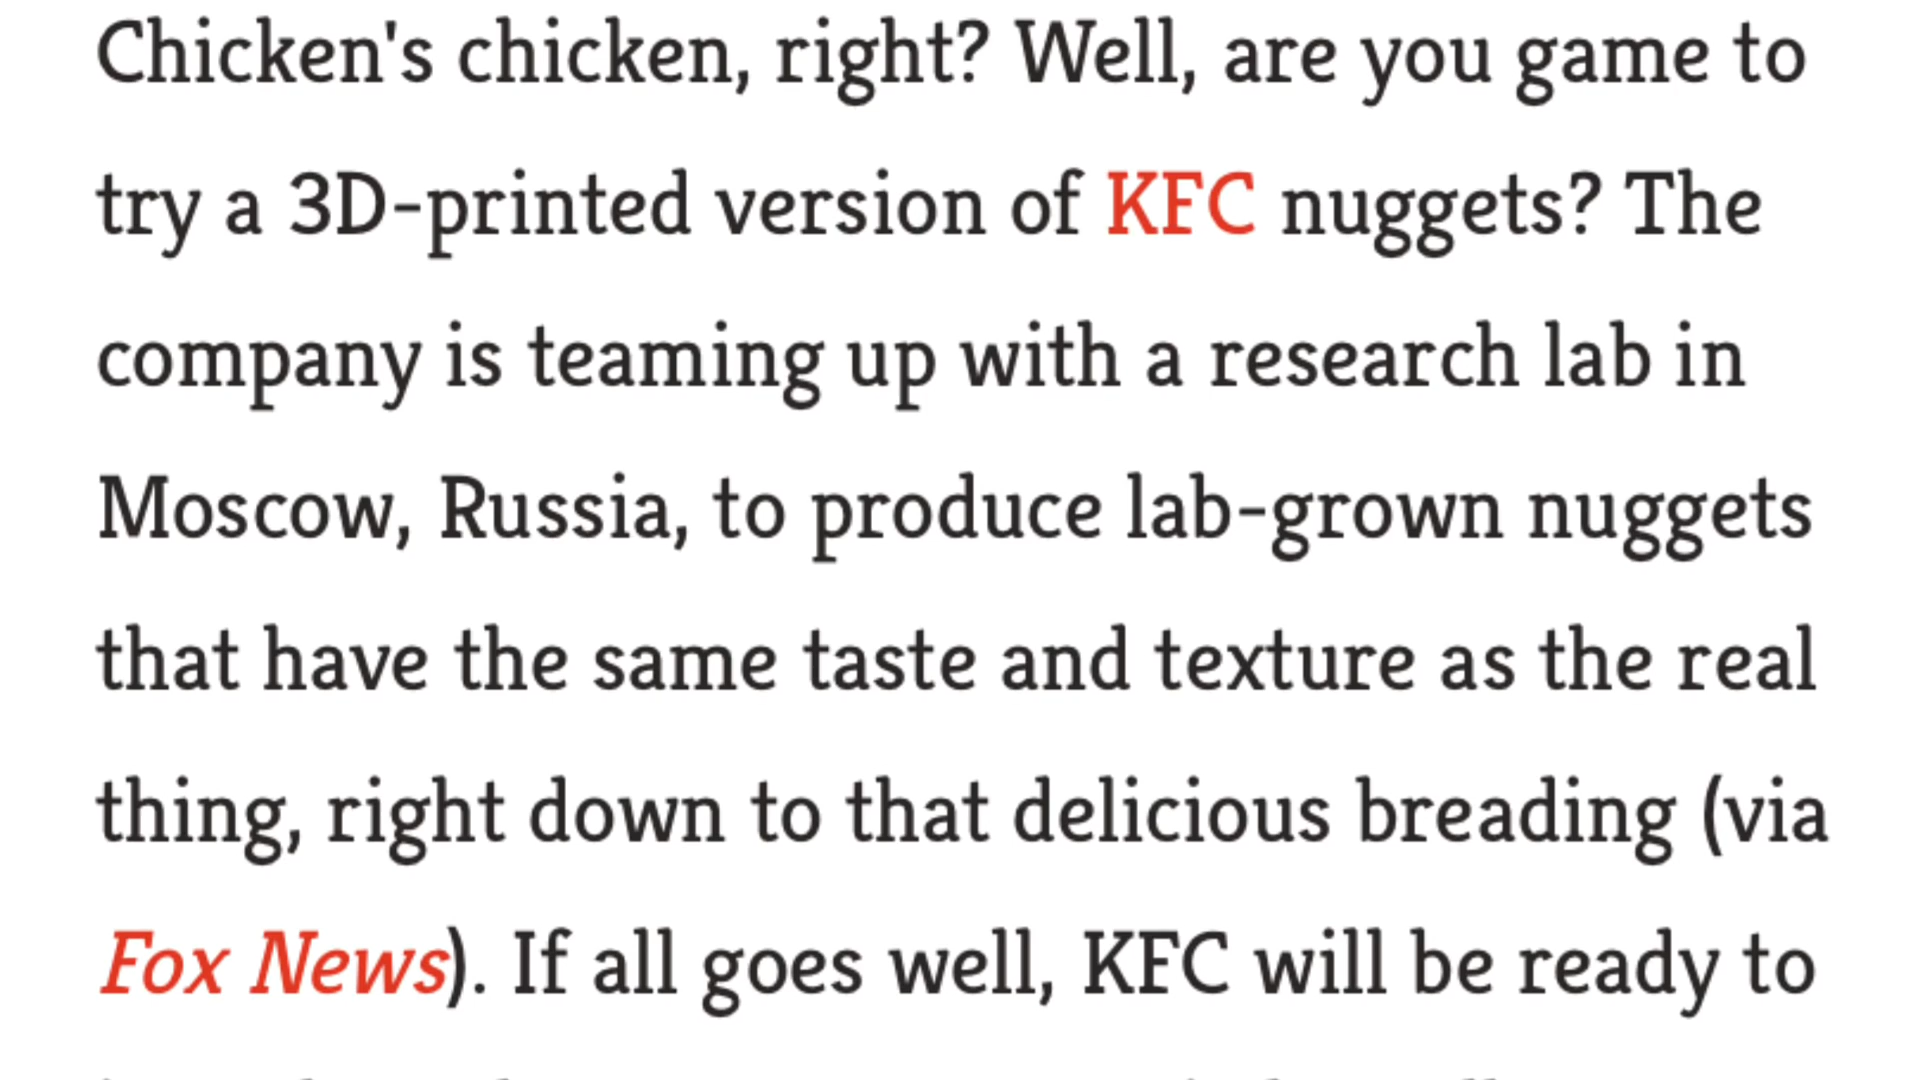 Chicken's chicken, right? Well, are you game to
try a 3D-printed version of KFC nuggets? The
company is teaming up with a research lab in
Moscow, Russia, to produce lab-grown nuggets
that have the same taste and texture as the real
thing, right down to that delicious breading (via
Fox News). If all goes well, KFC will be ready to